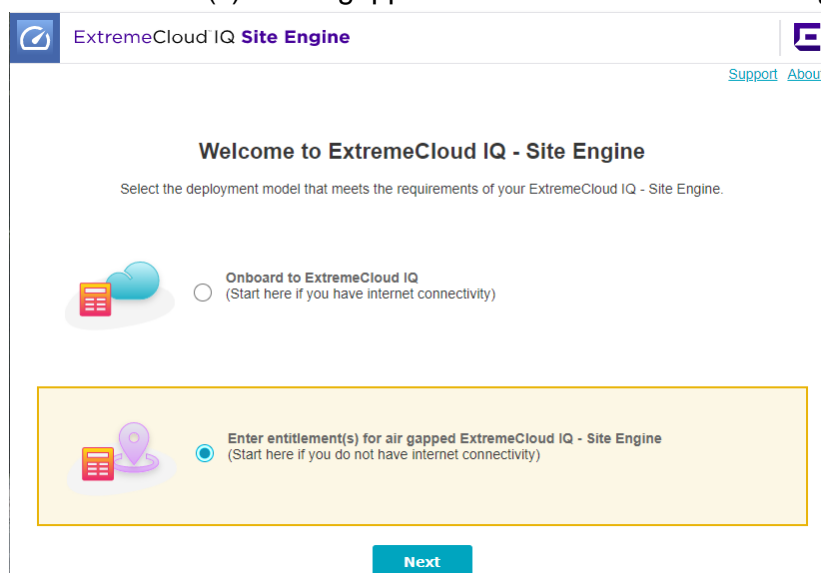 ExtremeCloud IQ Site Engine
Support About
Welcome to ExtremeCloud IQ - Site Engine
Select the deployment model that meets the requirements of your ExtremeCloud IQ - Site Engine.
Onboard to ExtremeCloud IQ
(Start here if you have internet connectivity)
Enter entitlement(s) for air gapped ExtremeCloud IQ - Site Engine
(Start here if you do not have internet connectivity)
Next